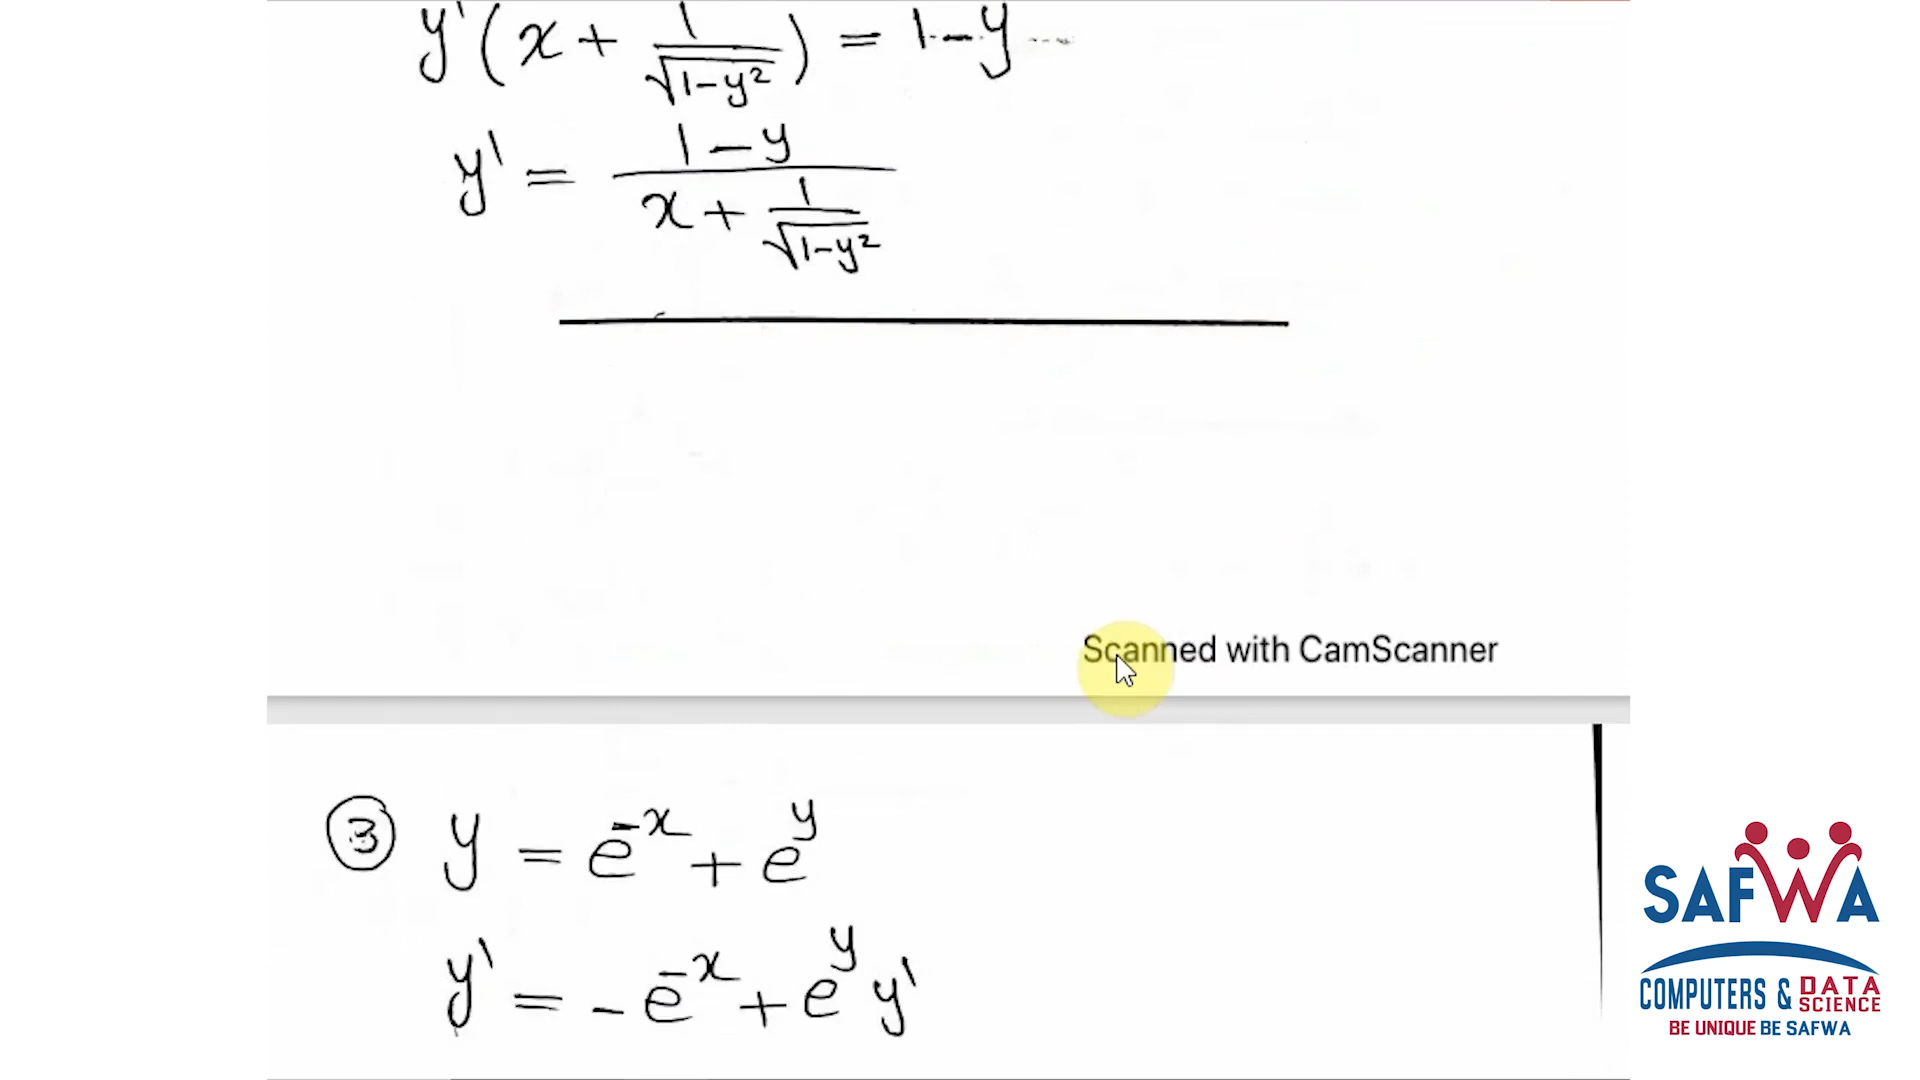 y'(x + 1/√(1-y²)) = 1-y
y' = (1-y)/(x + 1/√(1-y²))
Scanned with CamScanner
③ y = e^-x + e^y
y' = -e^-x + e^y y'
SAFWA
COMPUTERS & DATA SCIENCE
BE UNIQUE BE SAFWA